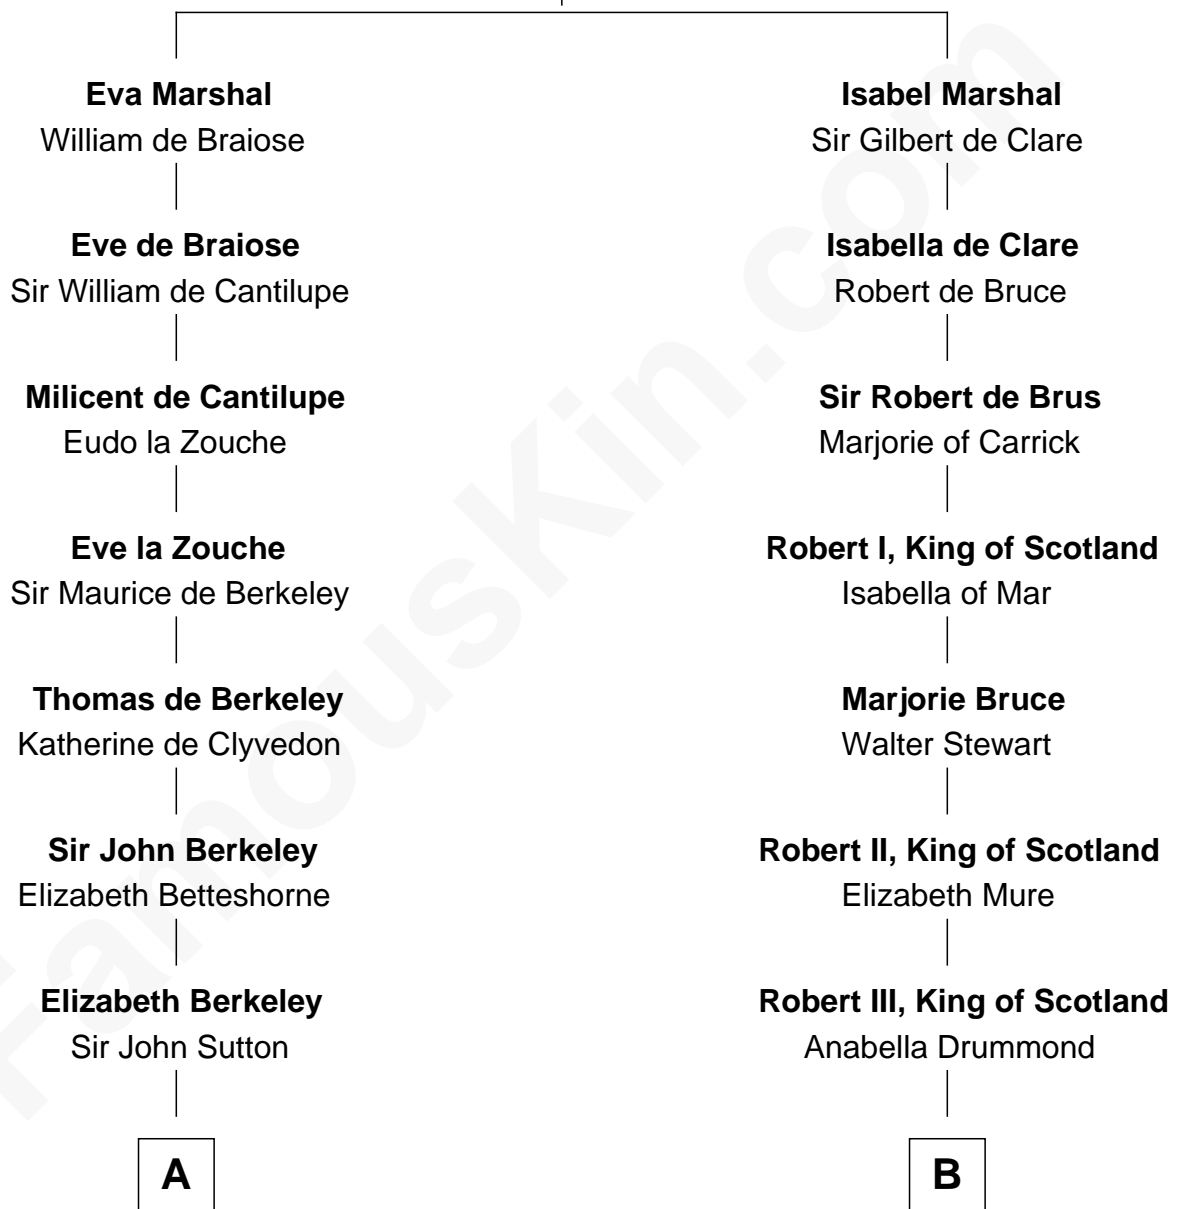 Eva Marshal
William de Braiose
Eve de Braiose
Sir William de Cantilupe
Milicent de Cantilupe
Eudo la Zouche
Eve la Zouche
Sir Maurice de Berkeley
Thomas de Berkeley
Katherine de Clyvedon
Sir John Berkeley
Elizabeth Betteshorne
Elizabeth Berkeley
Sir John Sutton
A
Isabel Marshal
Sir Gilbert de Clare
Isabella de Clare
Robert de Bruce
Sir Robert de Brus
Marjorie of Carrick
Robert I, King of Scotland
Isabella of Mar
Marjorie Bruce
Walter Stewart
Robert II, King of Scotland
Elizabeth Mure
Robert III, King of Scotland
Anabella Drummond
B
FamousKin.com